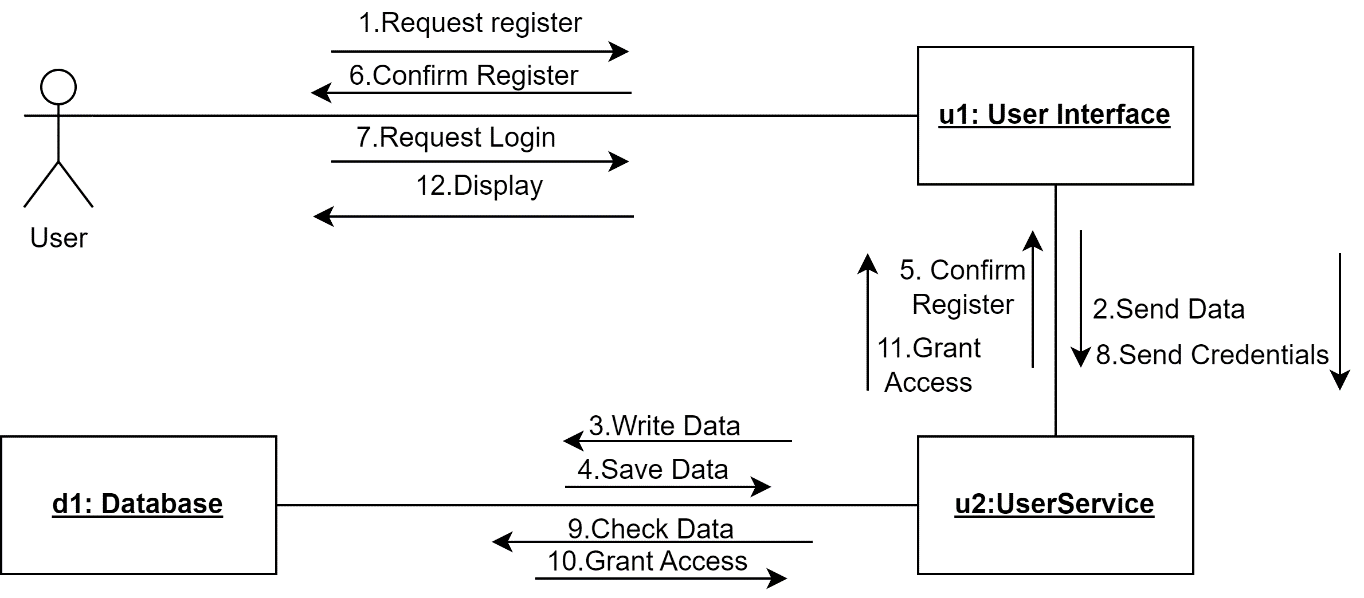 1.Request register
6.Confirm Register
u1: User Interface
7.Request Login
12.Display
User
5. Confirm
Register
2.Send Data
11.Grant
Access
8.Send Credentials
3.Write Data
4.Save Data
d1: Database
u2:UserService
9.Check Data
10.Grant Access